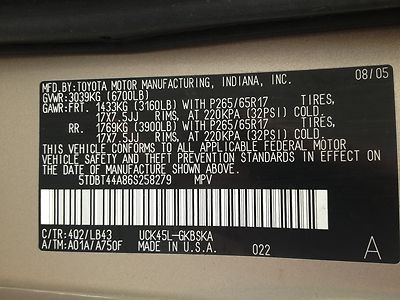 MFD.BY:TOYOTA MOTOR MANUFACTURING, INDIANA, INC. 08/05
GVWR:3039KG (6700LB)
GAWR:FRT. 1433KG (3160LB) WITH P265/65R17 TIRES,
17X7.5JJ RIMS, AT 220KPA (32PSI) COLD.
RR. 1769KG (3900LB) WITH P265/65R17 TIRES,
17X7.5JJ RIMS, AT 220KPA (32PSI) COLD.
THIS VEHICLE CONFORMS TO ALL APPLICABLE FEDERAL MOTOR
VEHICLE SAFETY AND THEFT PREVENTION STANDARDS IN EFFECT ON
THE DATE OF MANUFACTURE SHOWN ABOVE.
5TDBT44A86S258279 MPV
C/TR:4Q2/LB43 UCK45L-GKBSKA
A/TM:A01A/A750F MADE IN U.S.A. 022 A